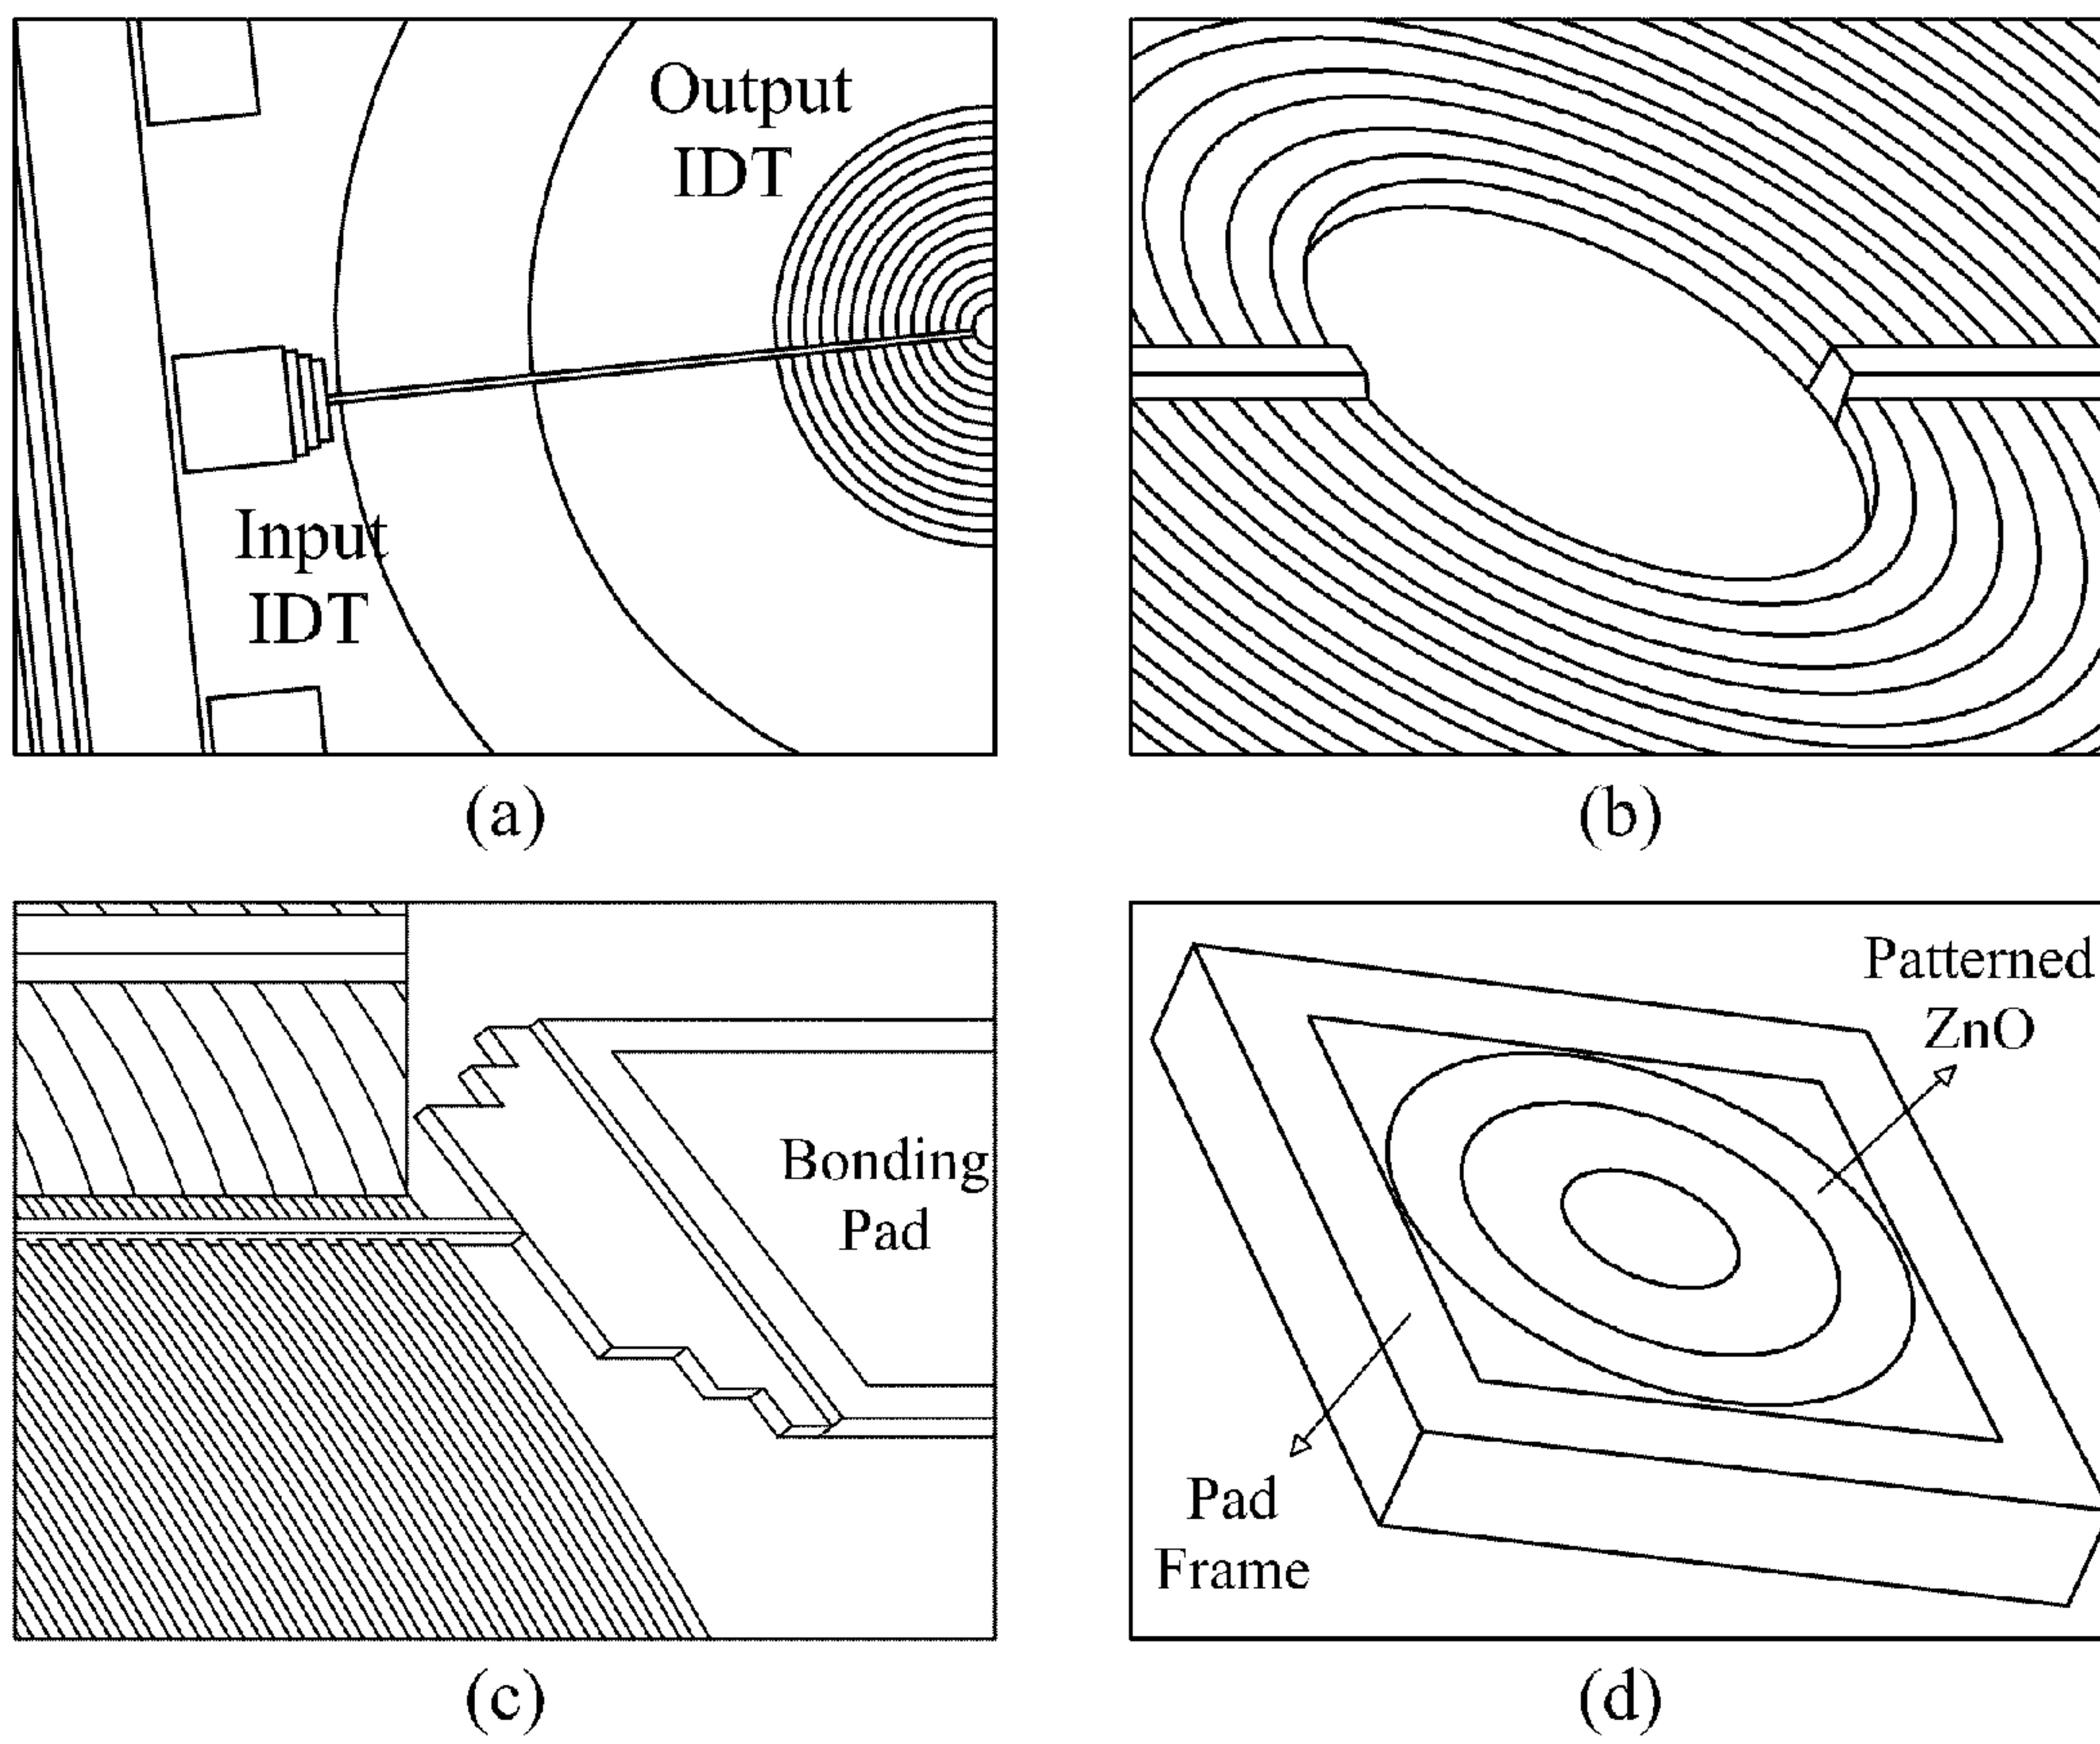 Output
IDT
Input
IDT
(a)
(b)
Bonding
Pad
(c)
Patterned
ZnO
Pad
Frame
(d)